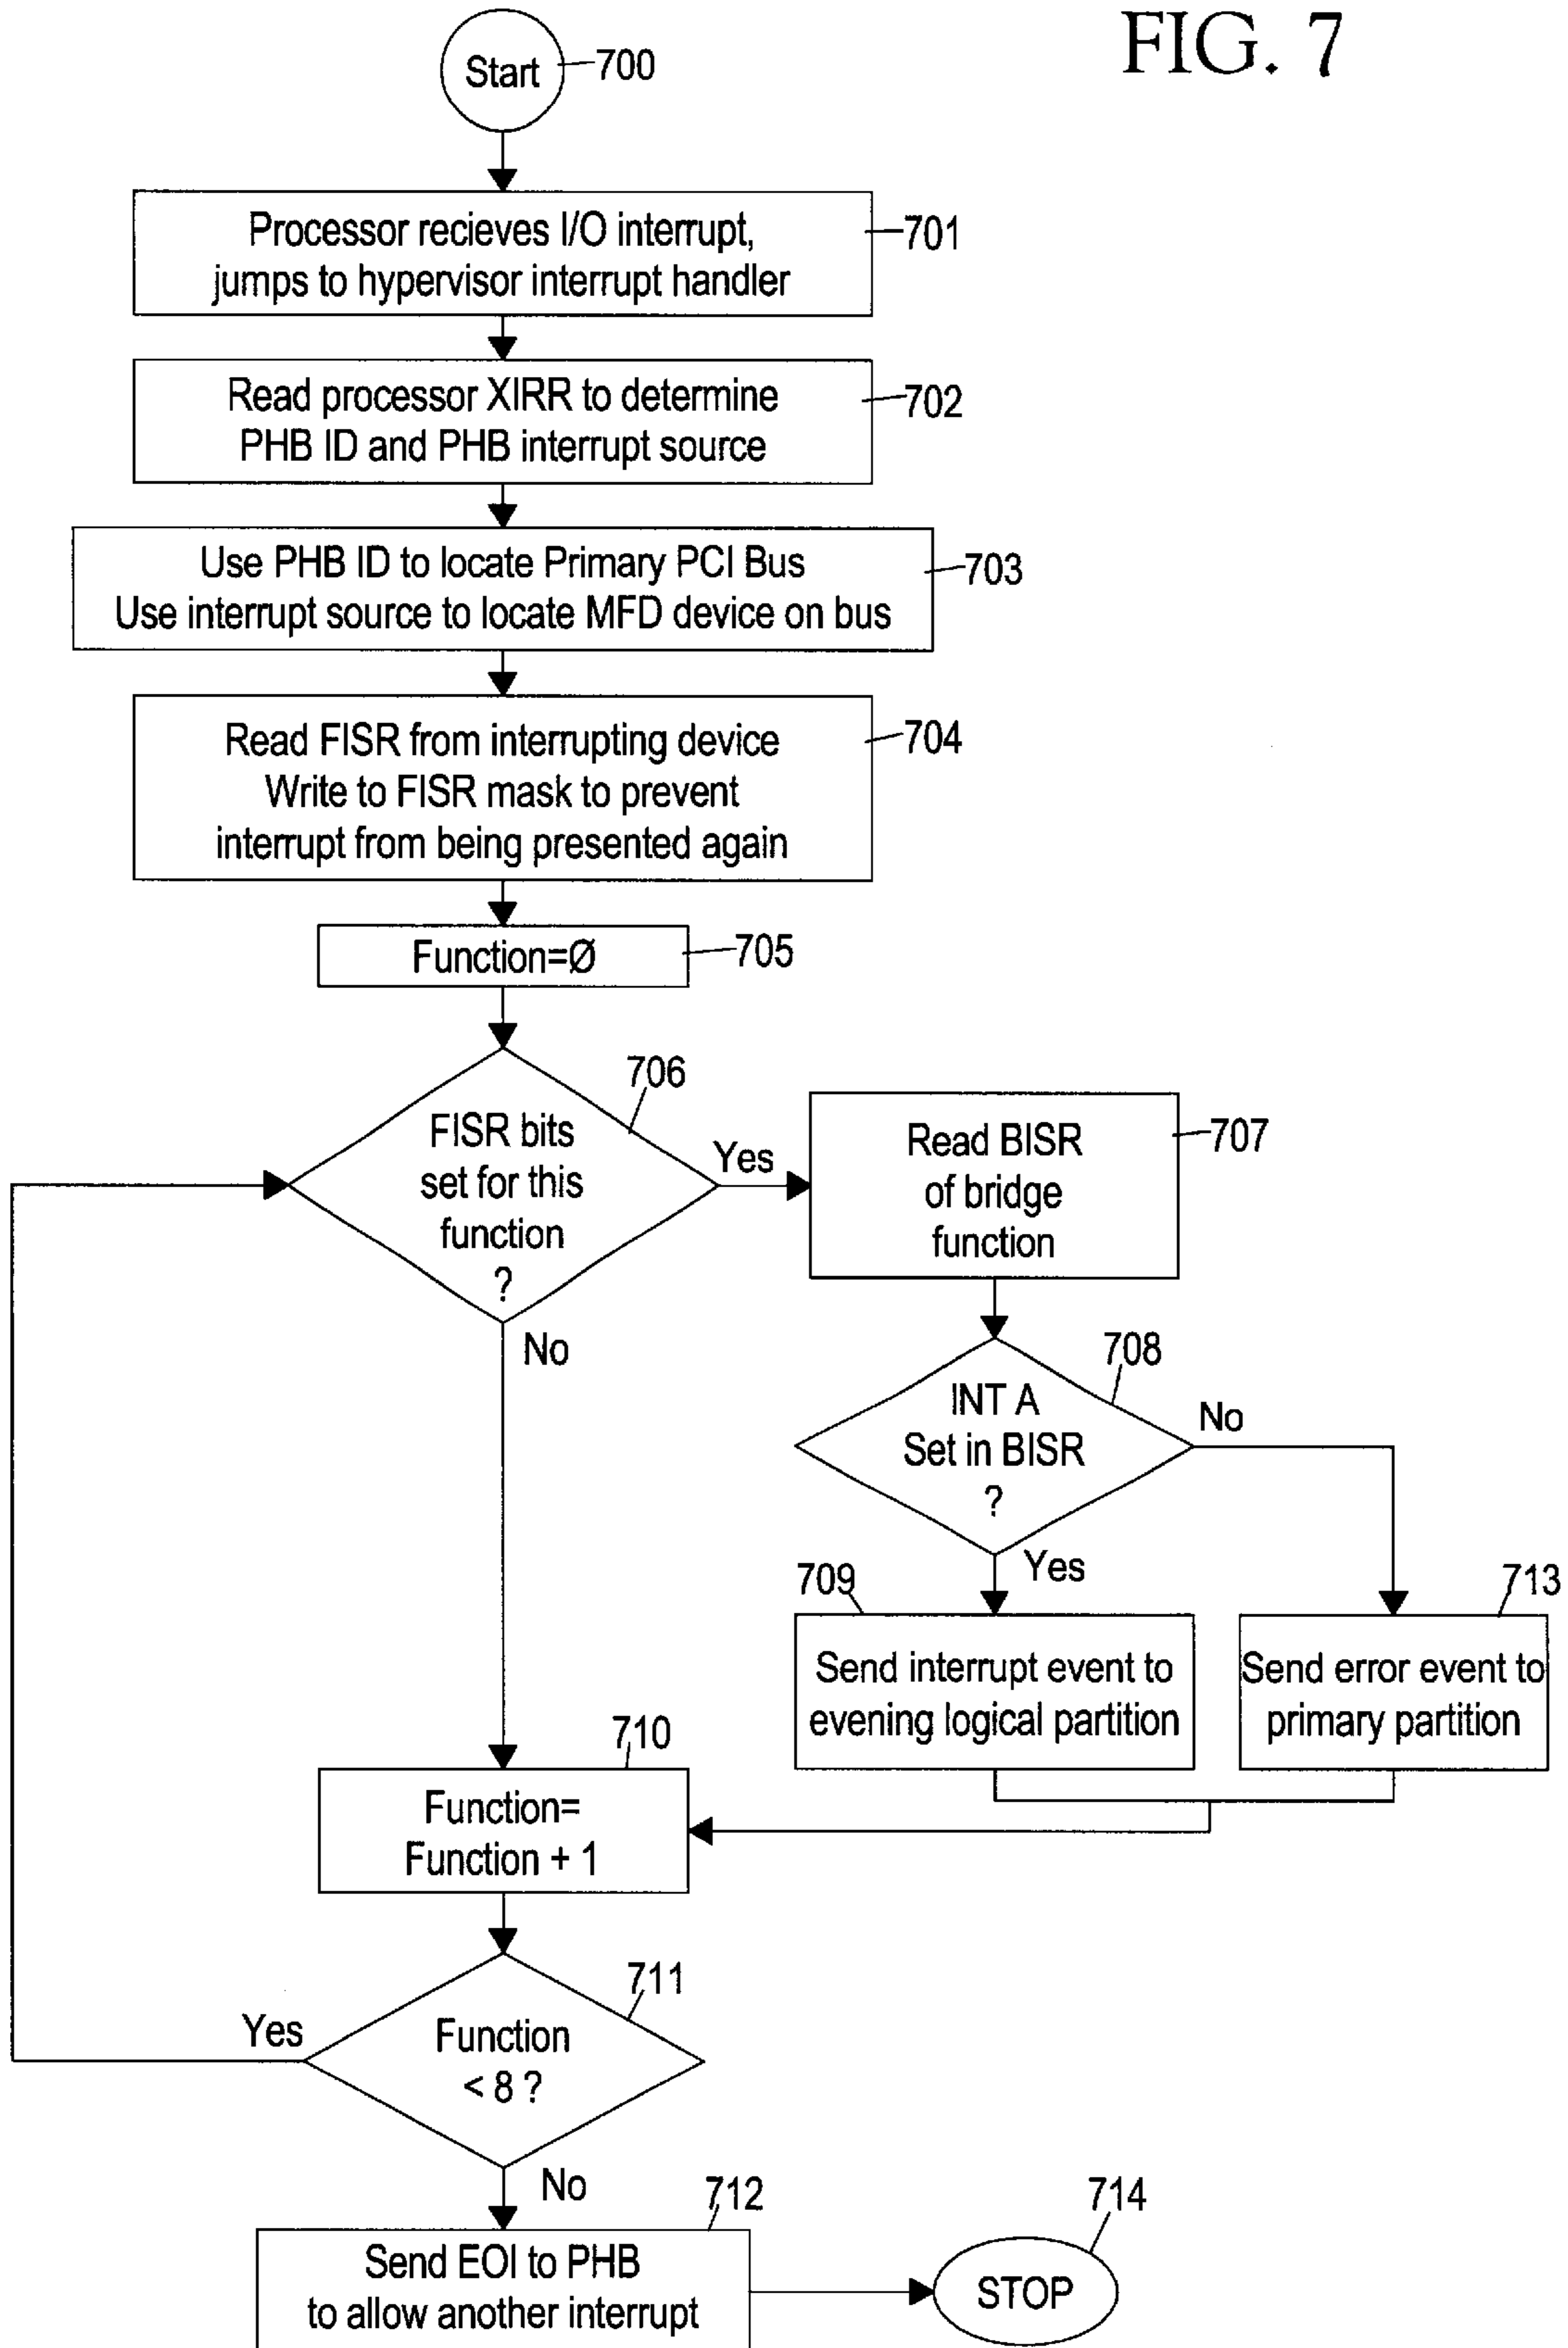 FIG. 7
Start
700
Processor recieves I/O interrupt,
jumps to hypervisor interrupt handler
701
Read processor XIRR to determine
PHB ID and PHB interrupt source
702
Use PHB ID to locate Primary PCI Bus
Use interrupt source to locate MFD device on bus
703
Read FISR from interrupting device
Write to FISR mask to prevent
interrupt from being presented again
704
Function=Ø
705
706
FISR bits
set for this
function
?
Yes
No
Read BISR
of bridge
function
707
708
INT A
Set in BISR
?
No
Yes
709
Send interrupt event to
evening logical partition
713
Send error event to
primary partition
710
Function=
Function + 1
711
Function
< 8 ?
Yes
No
712
Send EOI to PHB
to allow another interrupt
714
STOP